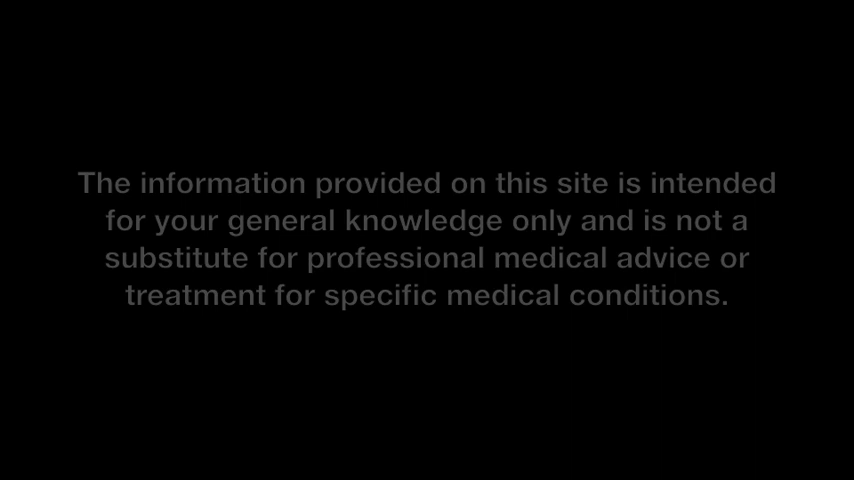 The information provided on this site is intended
for your general knowledge only and is not a
substitute for professional medical advice or
treatment for specific medical conditions.